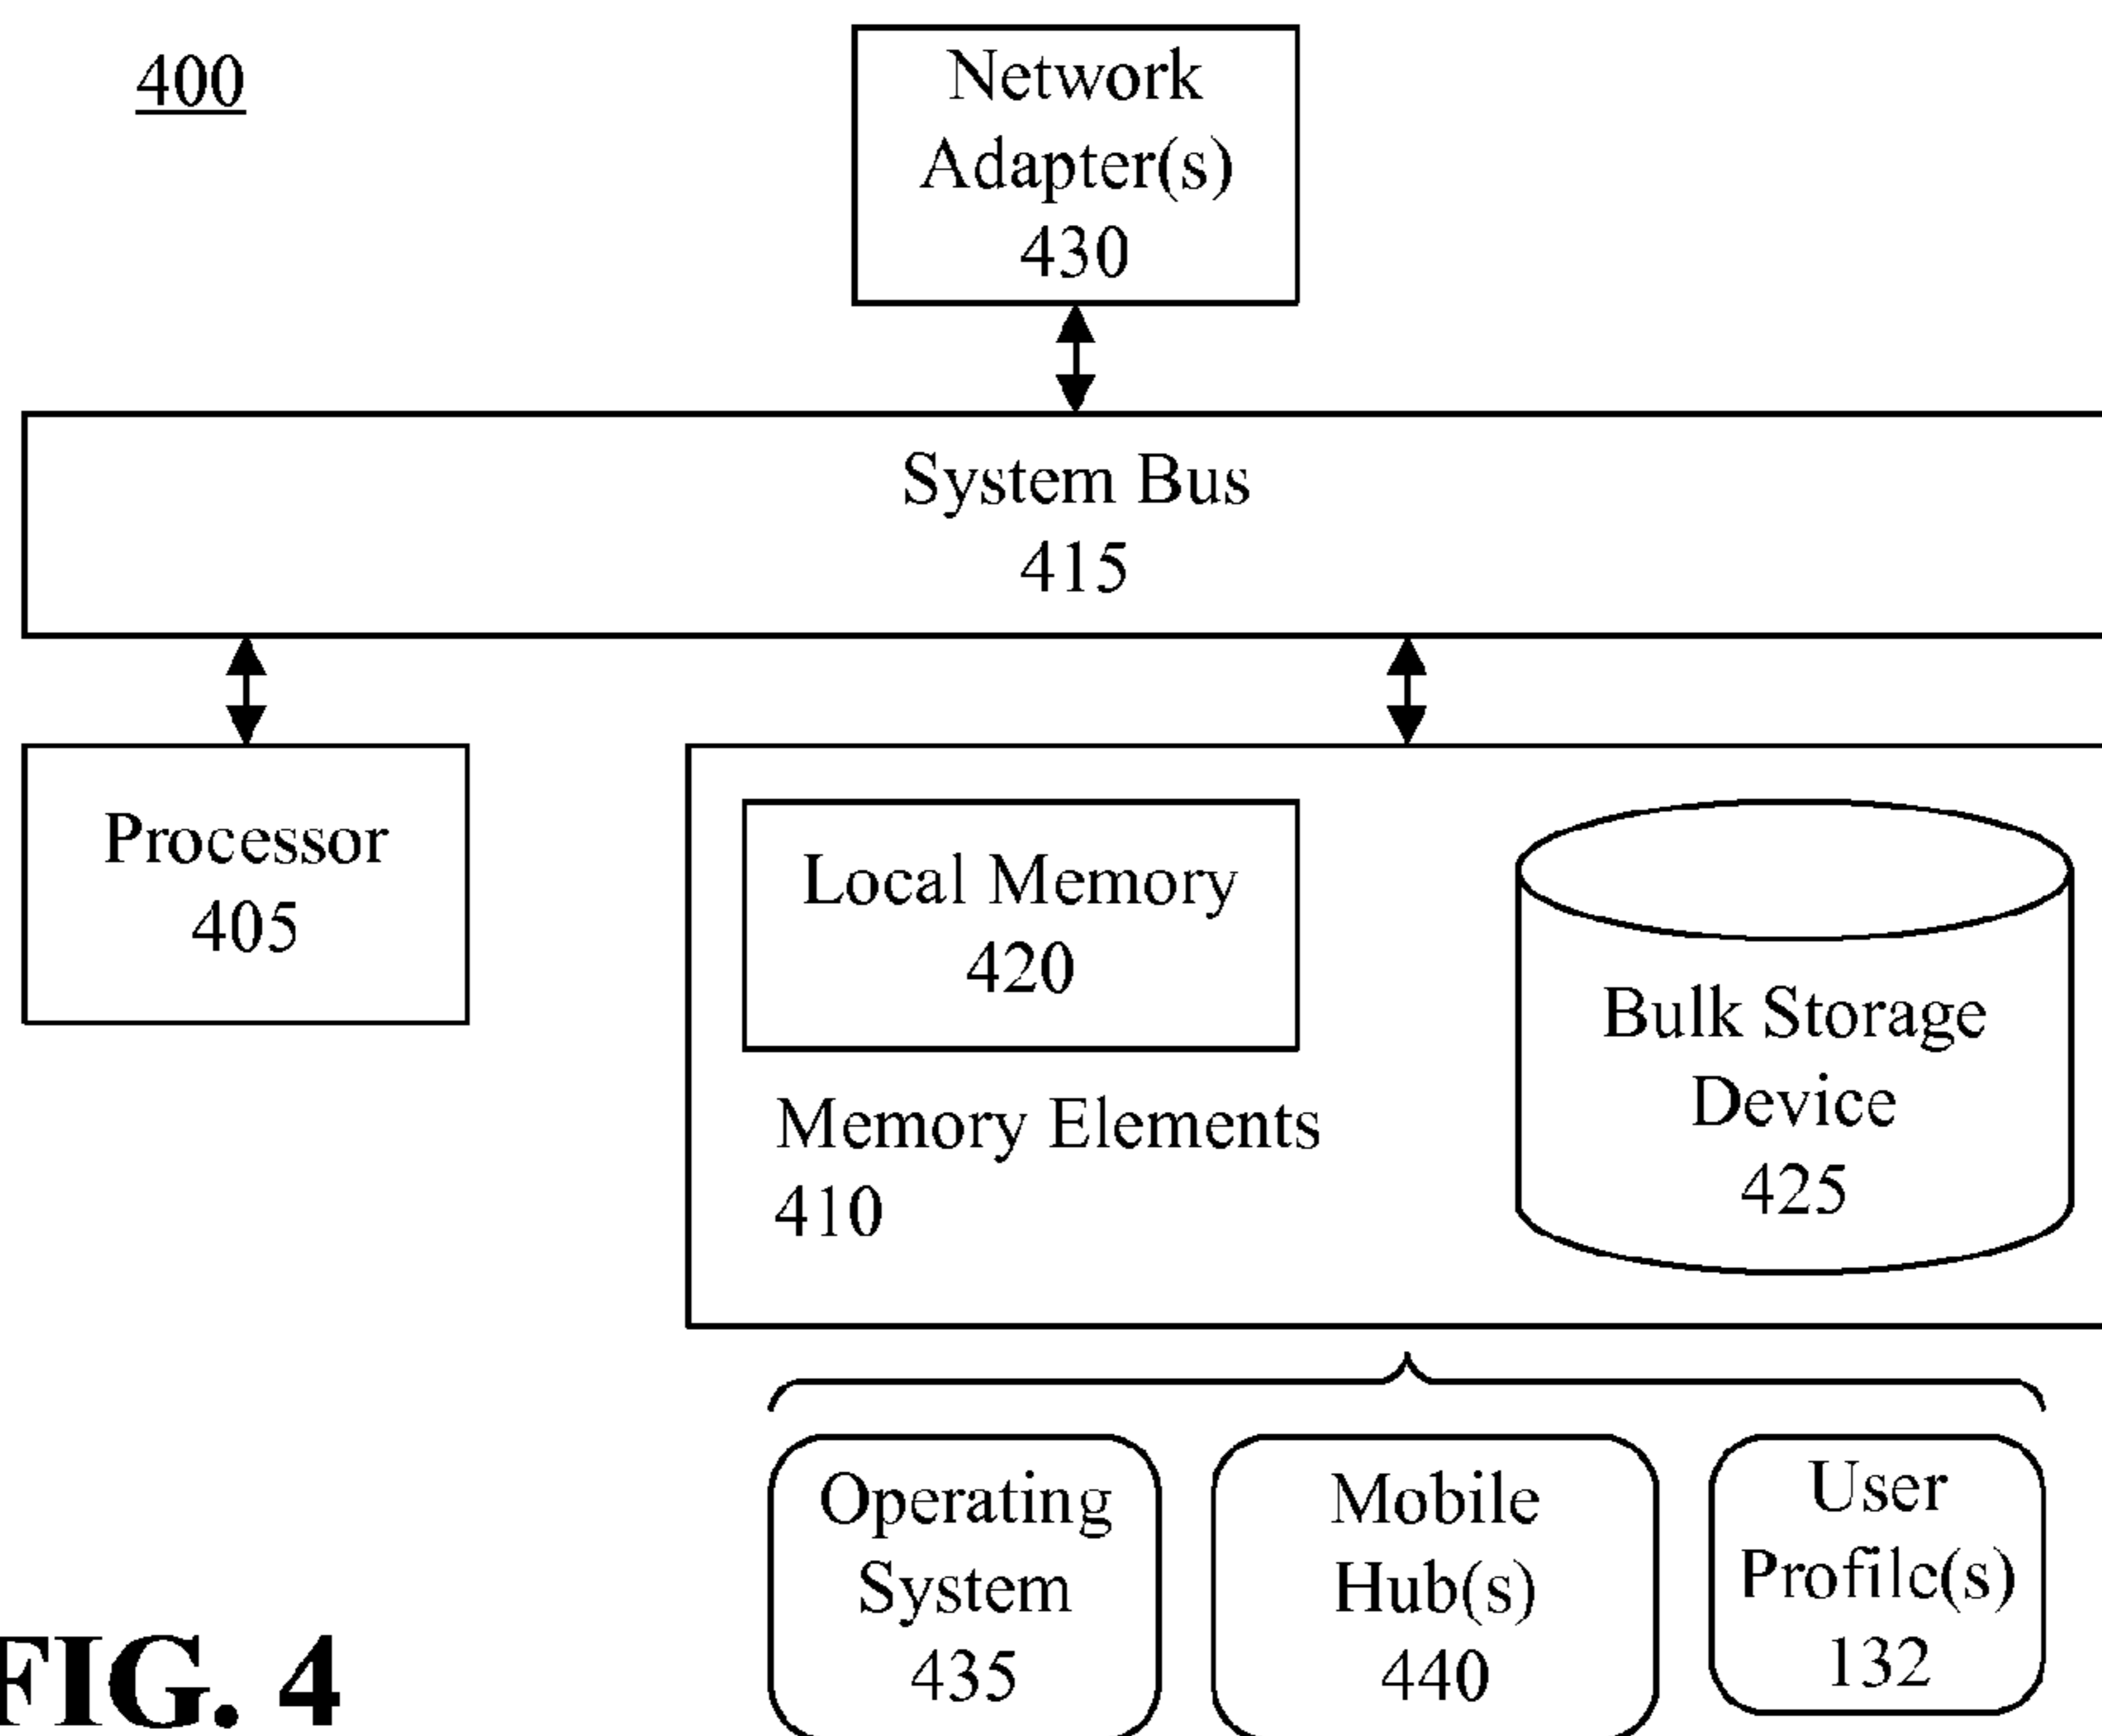 400
Network
Adapter(s)
430
System Bus
415
Processor
405
Local Memory
420
Memory Elements
410
Bulk Storage
Device
425
Operating
System
435
Mobile
Hub(s)
440
User
Profile(s)
132
FIG. 4